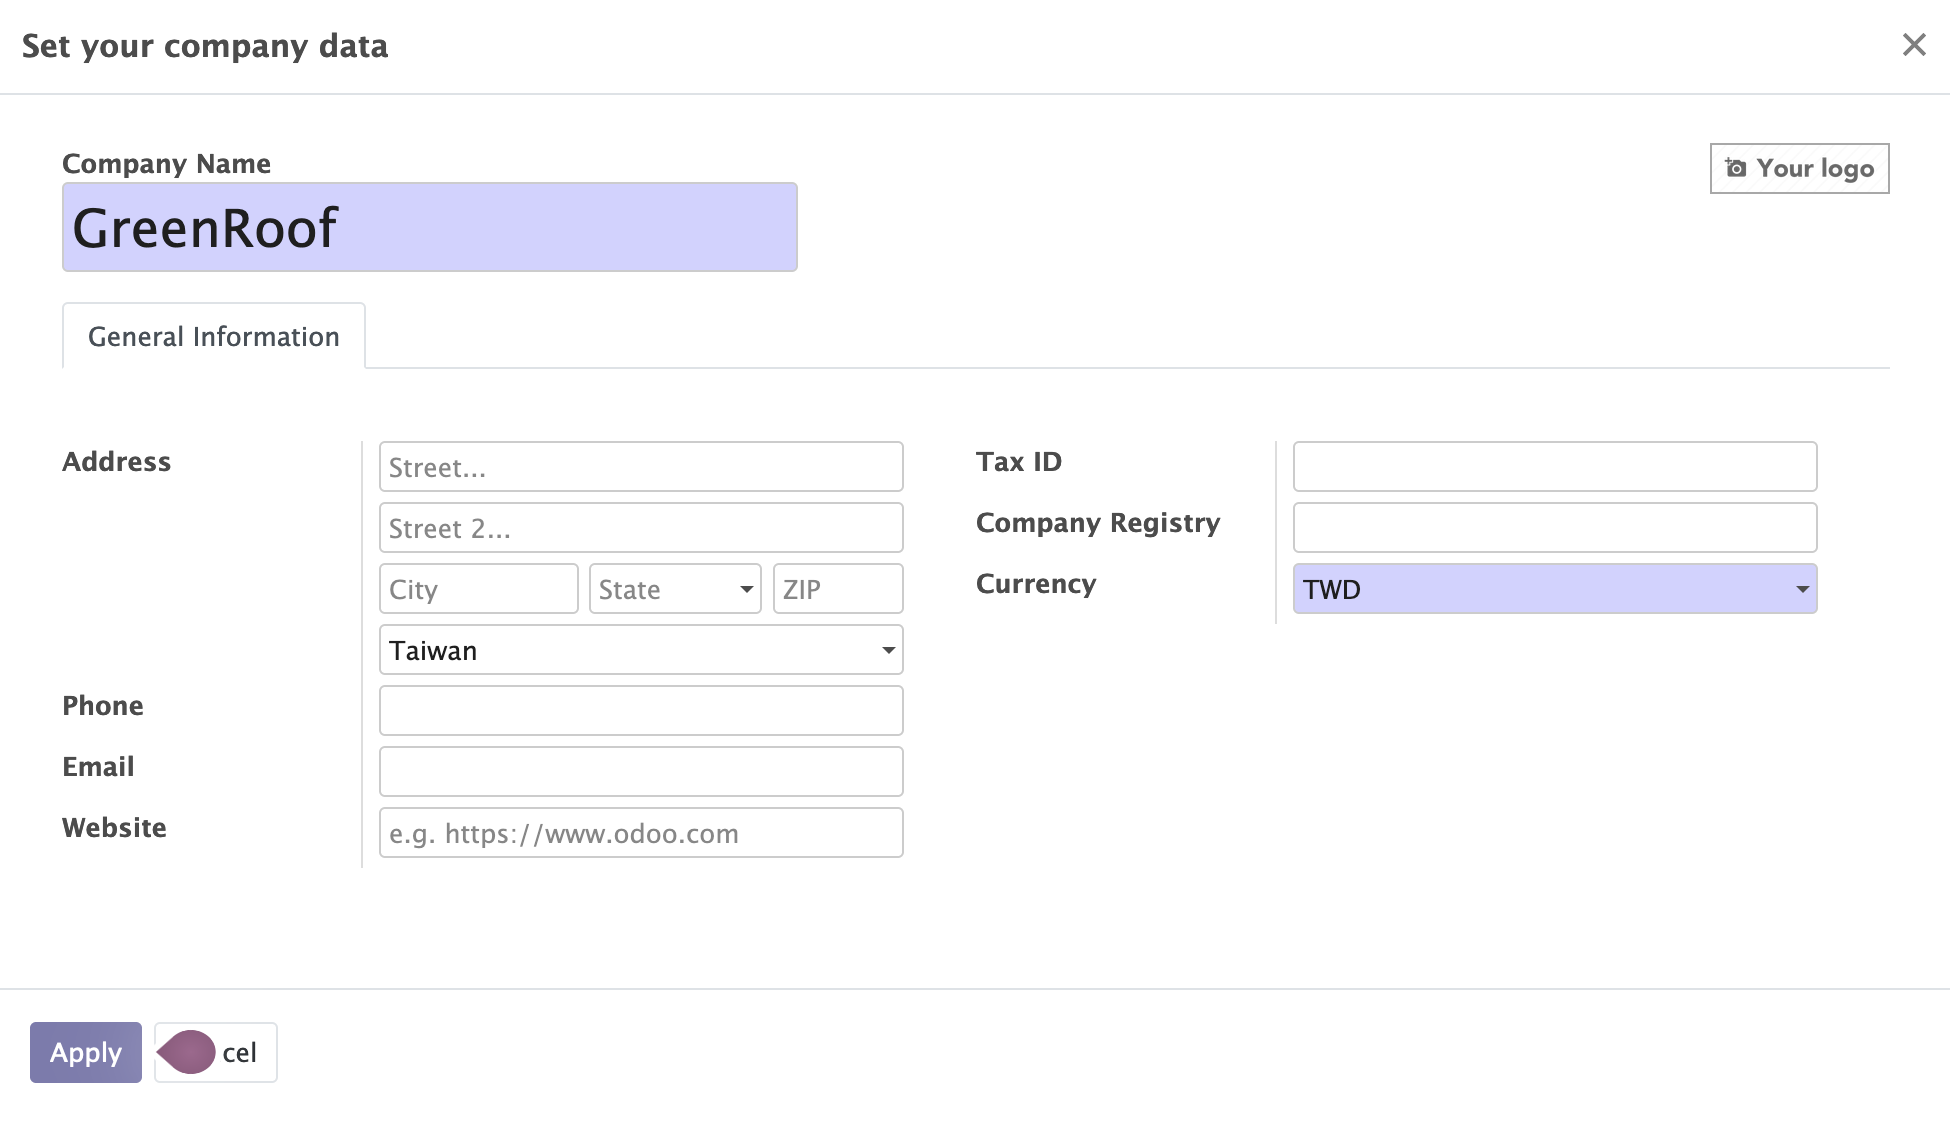 Set your company data
Company Name
Your logo
GreenRoof
General Information
Address
Street...
Tax ID
Street 2...
Company Registry
City State ZIP
Currency
TWD
Taiwan
Phone
Email
Website
e.g. https://www.odoo.com
Apply
cel